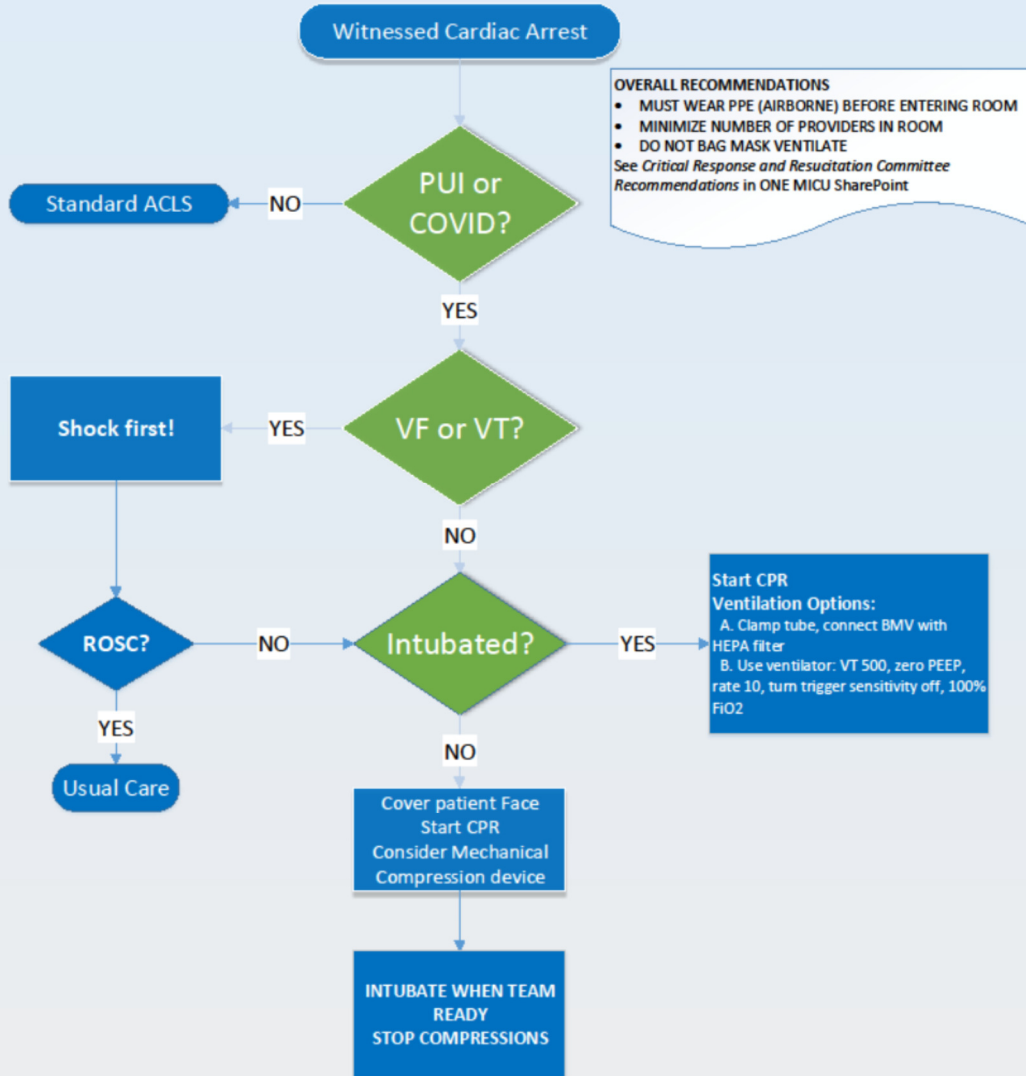 Witnessed Cardiac Arrest
OVERALL RECOMMENDATIONS
• MUST WEAR PPE (AIRBORNE) BEFORE ENTERING ROOM
• MINIMIZE NUMBER OF PROVIDERS IN ROOM
• DO NOT BAG MASK VENTILATE
See Critical Response and Resucitation Committee
Recommendations in ONE MICU SharePoint
PUI or
COVID?
NO
Standard ACLS
YES
VF or VT?
YES
Shock first!
NO
ROSC?
NO
Intubated?
YES
Start CPR
Ventilation Options:
A. Clamp tube, connect BMV with
HEPA filter
B. Use ventilator: VT 500, zero PEEP,
rate 10, turn trigger sensitivity off, 100%
FiO2
YES
Usual Care
NO
Cover patient Face
Start CPR
Consider Mechanical
Compression device
INTUBATE WHEN TEAM
READY
STOP COMPRESSIONS